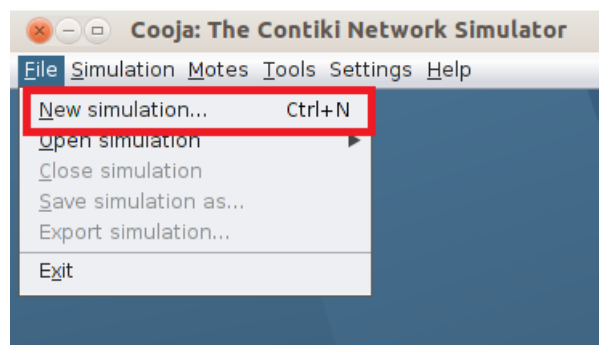 Cooja: The Contiki Network Simulator
File Simulation Motes Tools Settings Help
New simulation... Ctrl+N
Open simulation
Close simulation
Save simulation as...
Export simulation...
Exit